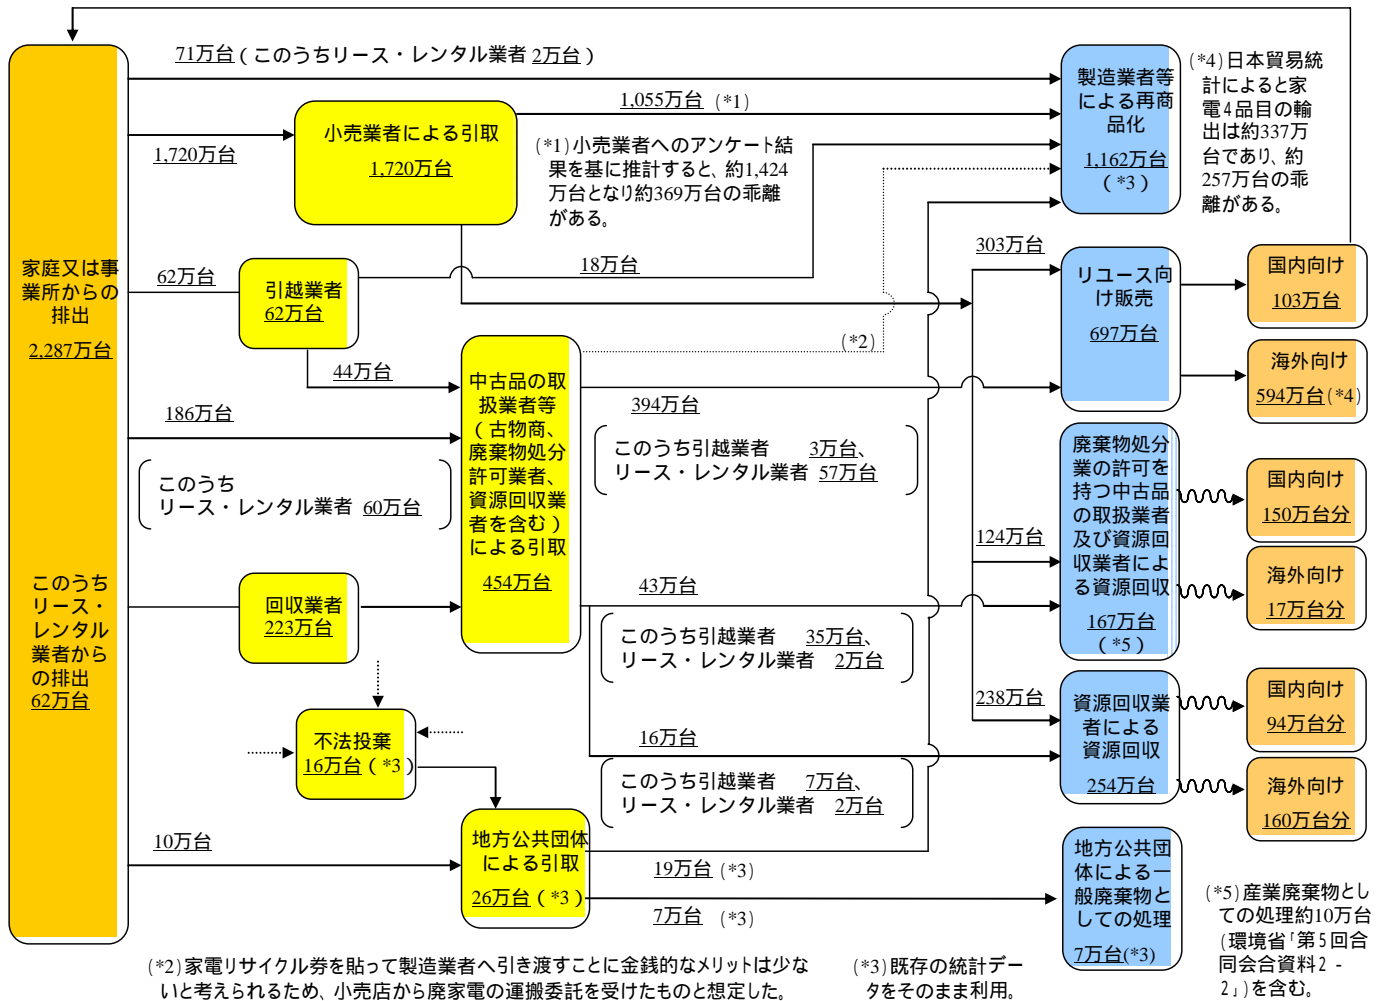 71万台（このうちリース・レンタル業者 2万台）
1,720万台
小売業者による引取
1,720万台
1,055万台 (*1)
(*1)小売業者へのアンケート結
果を基に推計すると、約1,424
万台となり約369万台の乖離
がある。
製造業者等
による再商
品化
1,162万台
（*3）
(*4)日本貿易統
計によると家
電4品目の輸
出は約337万
台であり、約
257万台の乖
離がある。
家庭又は事
業所からの
排出
2,287万台
このうち
リース・
レンタル
業者から
の排出
62万台
62万台
引越業者
62万台
18万台
44万台
303万台
リユース向
け販売
697万台
国内向け
103万台
海外向け
594万台(*4)
(*2)
186万台
このうち
リース・レンタル業者 60万台
中古品の取
扱業者等
（古物商、
廃棄物処分
許可業者、
資源回収業
者を含む）
による引取
454万台
394万台
このうち引越業者 3万台、
リース・レンタル業者 57万台
廃棄物処分
業の許可を
持つ中古品
の取扱業者
及び資源回
収業者によ
る資源回収
167万台
（*5）
国内向け
150万台分
海外向け
17万台分
124万台
回収業者
223万台
43万台
このうち引越業者 35万台、
リース・レンタル業者 2万台
238万台
資源回収業
者による
資源回収
254万台
国内向け
94万台分
海外向け
160万台分
不法投棄
16万台（*3）
16万台
このうち引越業者 7万台、
リース・レンタル業者 2万台
10万台
地方公共団体
による引取
26万台（*3）
19万台 (*3)
7万台 (*3)
地方公共団
体による一
般廃棄物と
しての処理
7万台(*3)
(*5)産業廃棄物とし
ての処理約10万台
(環境省「第5回合
同会合資料2-
2」)を含む。
(*2)家電リサイクル券を貼って製造業者へ引き渡すことに金銭的なメリットは少な
いと考えられるため、小売店から廃家電の運搬委託を受けたものと想定した。
(*3)既存の統計デー
タをそのまま利用。